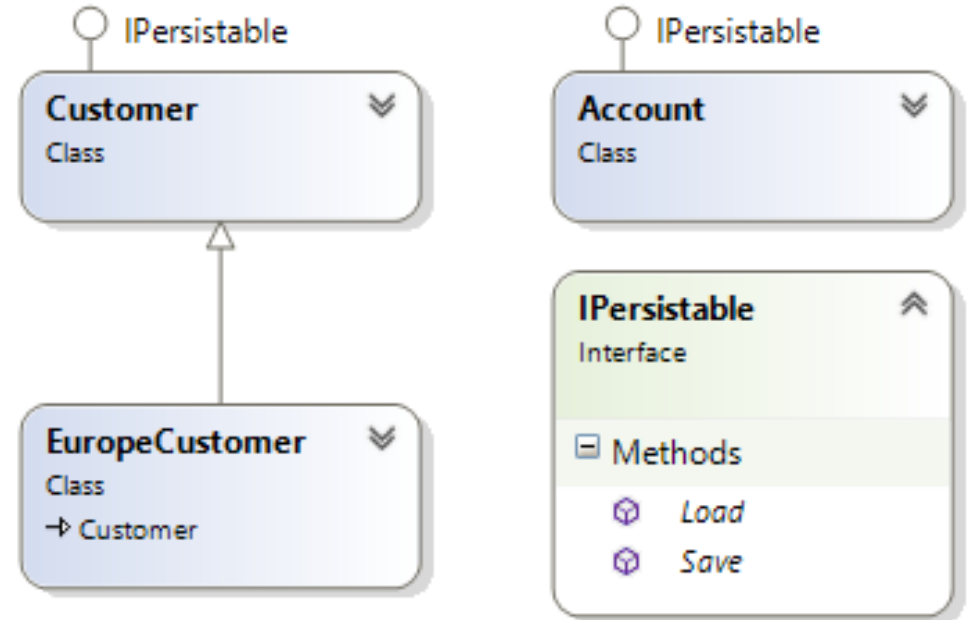 IPersistable
Customer
Class
EuropeCustomer
Class
Customer
IPersistable
Account
Class
IPersistable
Interface
Methods
Load
Save